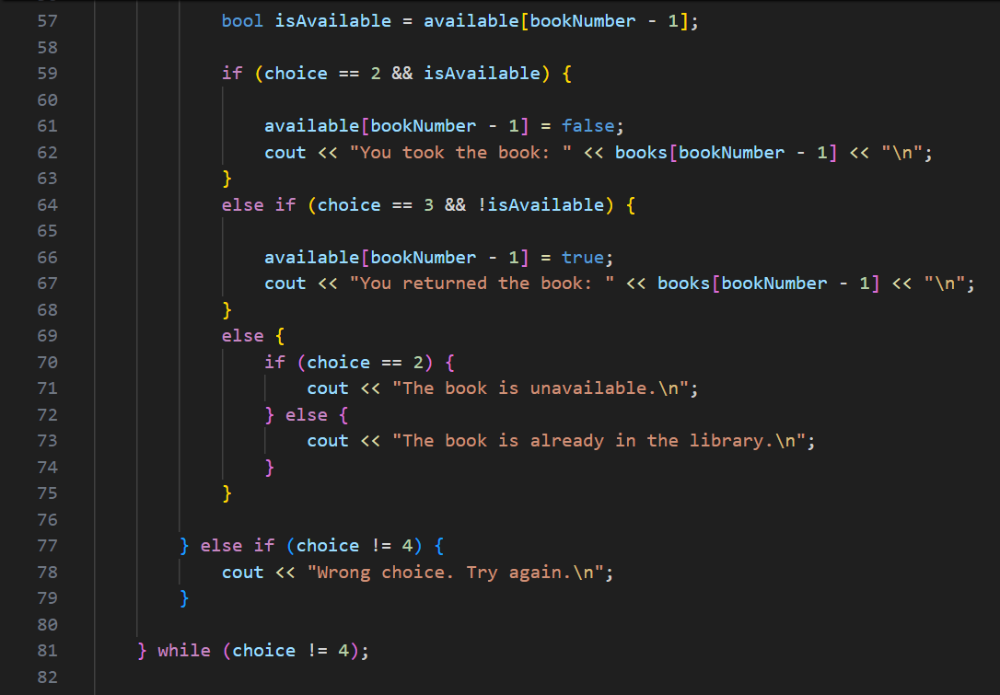 57 bool isAvailable = available[bookNumber - 1];
58
59 if (choice == 2 && isAvailable) {
60
61 available[bookNumber - 1] = false;
62 cout << "You took the book: " << books[bookNumber - 1] << "\n";
63 }
64 else if (choice == 3 && !isAvailable) {
65
66 available[bookNumber - 1] = true;
67 cout << "You returned the book: " << books[bookNumber - 1] << "\n";
68 }
69 else {
70 if (choice == 2) {
71 cout << "The book is unavailable.\n";
72 } else {
73 cout << "The book is already in the library.\n";
74 }
75 }
76
77 } else if (choice != 4) {
78 cout << "Wrong choice. Try again.\n";
79 }
80
81 } while (choice != 4);
82